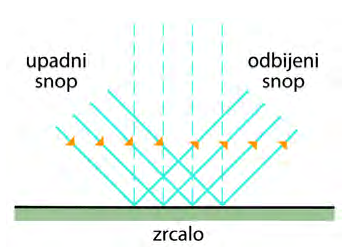 upadni
snop
odbijeni
snop
zrcalo